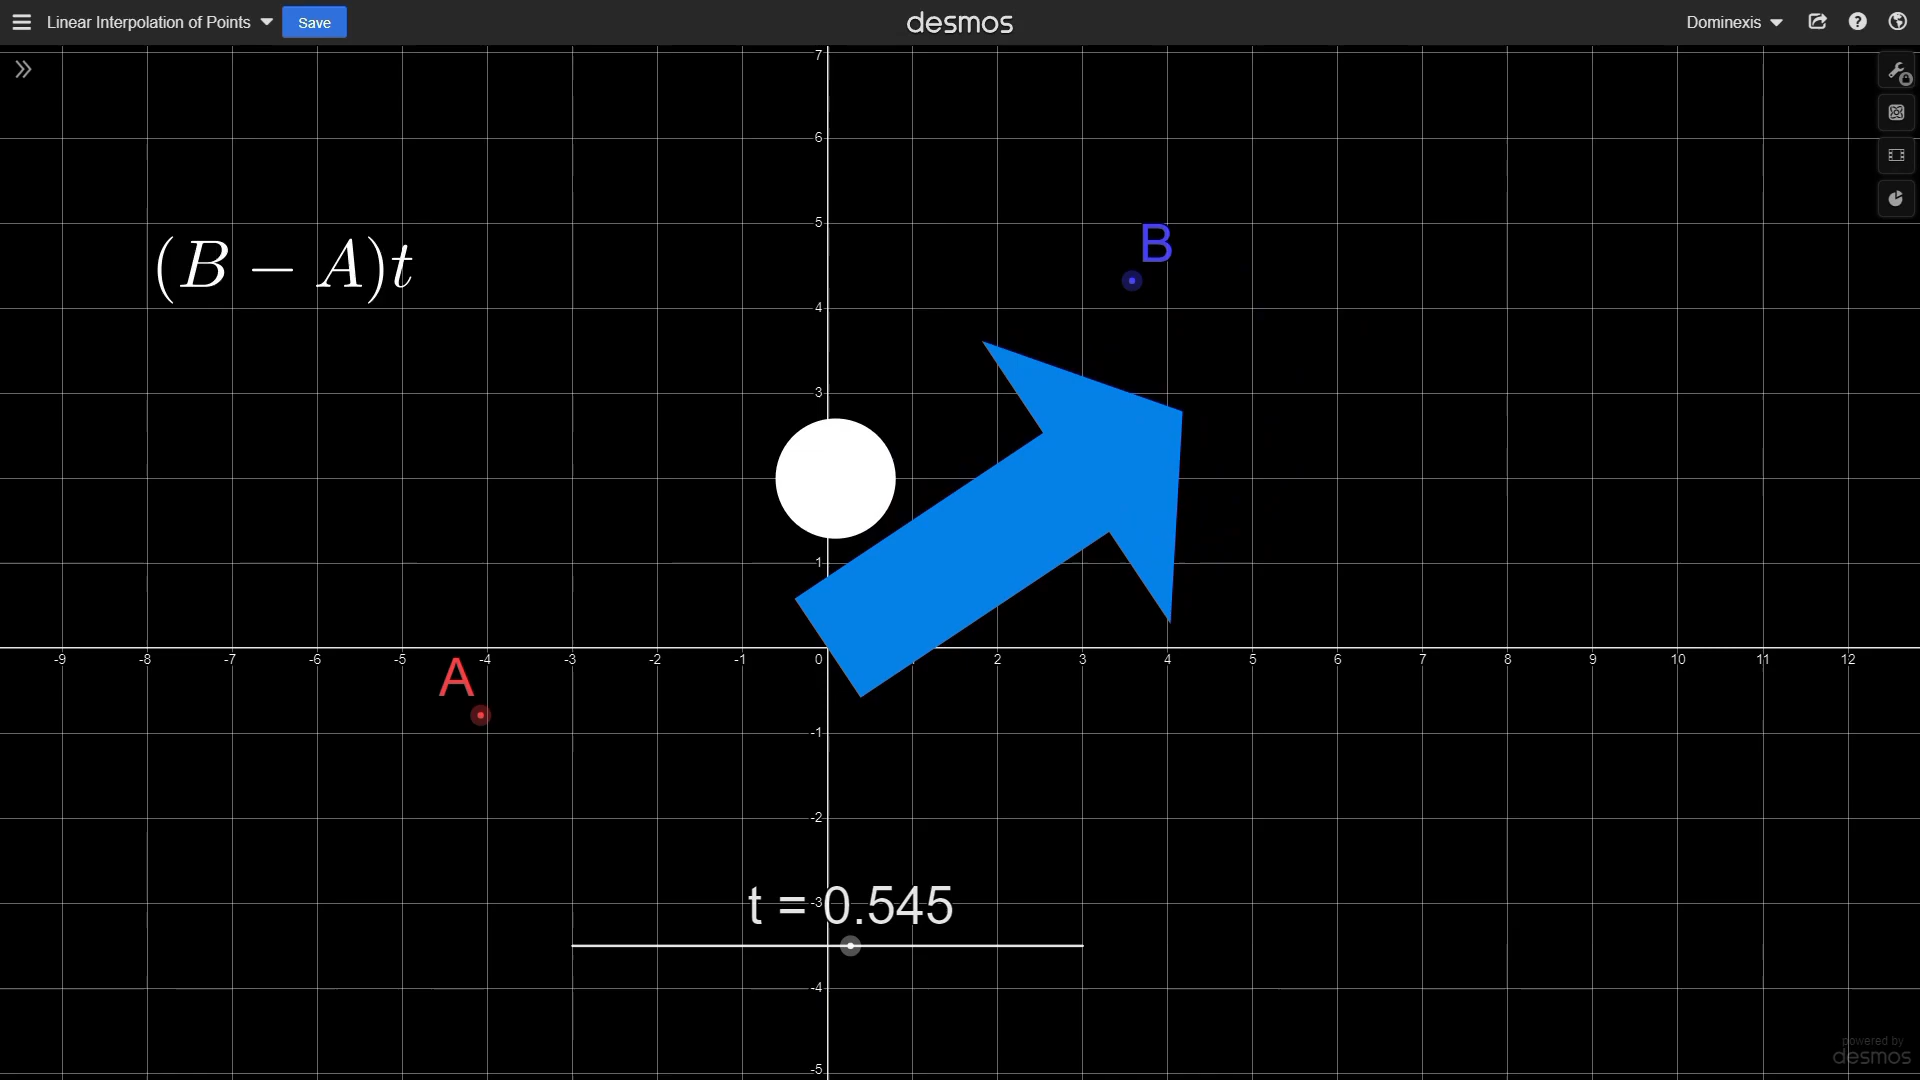 Linear Interpolation of Points
Save
desmos
Dominexis
?
7
6
5
4
3
1
-1
-2
-3
-4
-5
-9 -8 -7 -6 -5 -4 -3 -2 -1 0 2 3 4 5 6 7 8 9 10 11 12
(B − A)t
B
A
t = 0.545
powered by
desmos